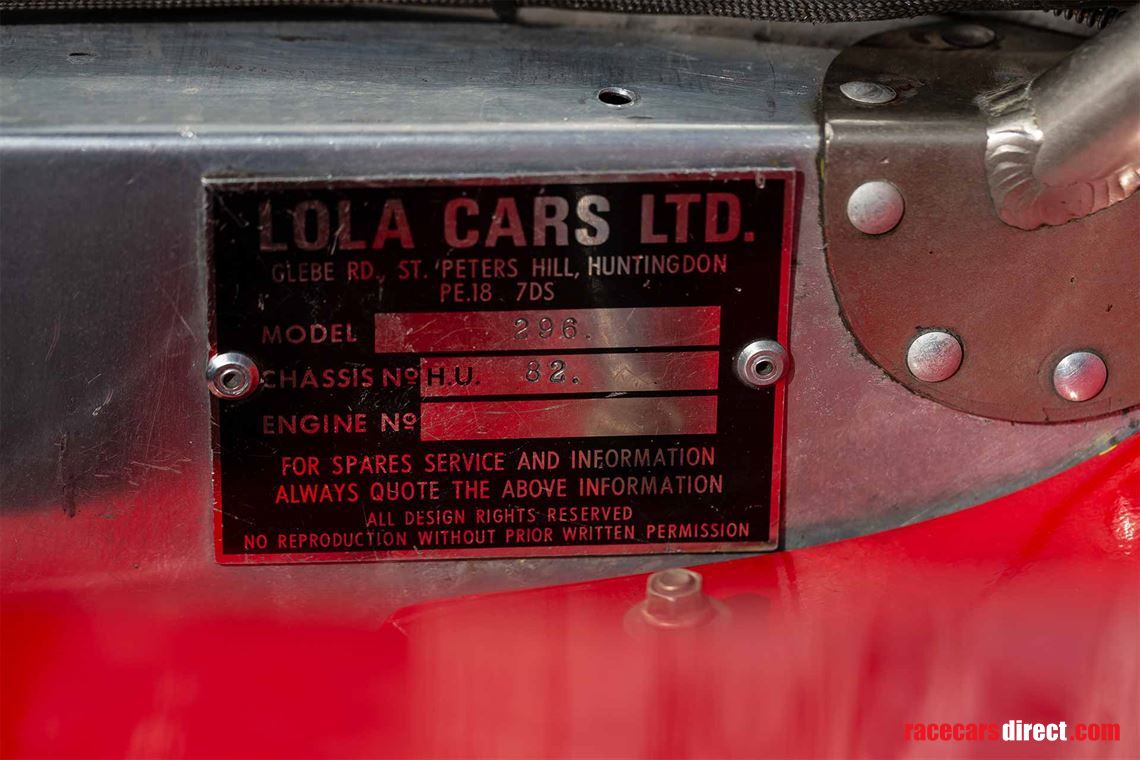 LOLA CARS LTD.
GLEBE RD., ST. PETERS HILL, HUNTINGDON
PE.18 7DS
MODEL 296.
CHASSIS Nº H.U. 82.
ENGINE Nº
FOR SPARES SERVICE AND INFORMATION
ALWAYS QUOTE THE ABOVE INFORMATION
ALL DESIGN RIGHTS RESERVED
NO REPRODUCTION WITHOUT PRIOR WRITTEN PERMISSION
racecarsdirect.com